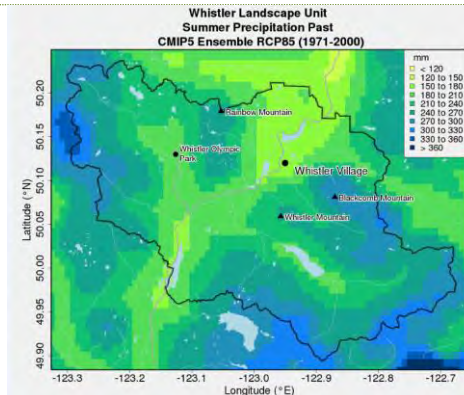 Whistler Landscape Unit
Summer Precipitation Past
CMIP5 Ensemble RCP85 (1971-2000)
mm
< 120
120 to 150
150 to 180
180 to 210
210 to 240
240 to 270
270 to 300
300 to 330
330 to 360
> 360
Rainbow Mountain
Whistler Olympic
Park
Whistler Village
Blackcomb Mountain
Whistler Mountain
Latitude (°N)
50.20
50.15
50.10
50.05
50.00
49.95
49.90
-123.3
-123.2
-123.1
-123.0
-122.9
-122.8
-122.7
Longitude (°E)